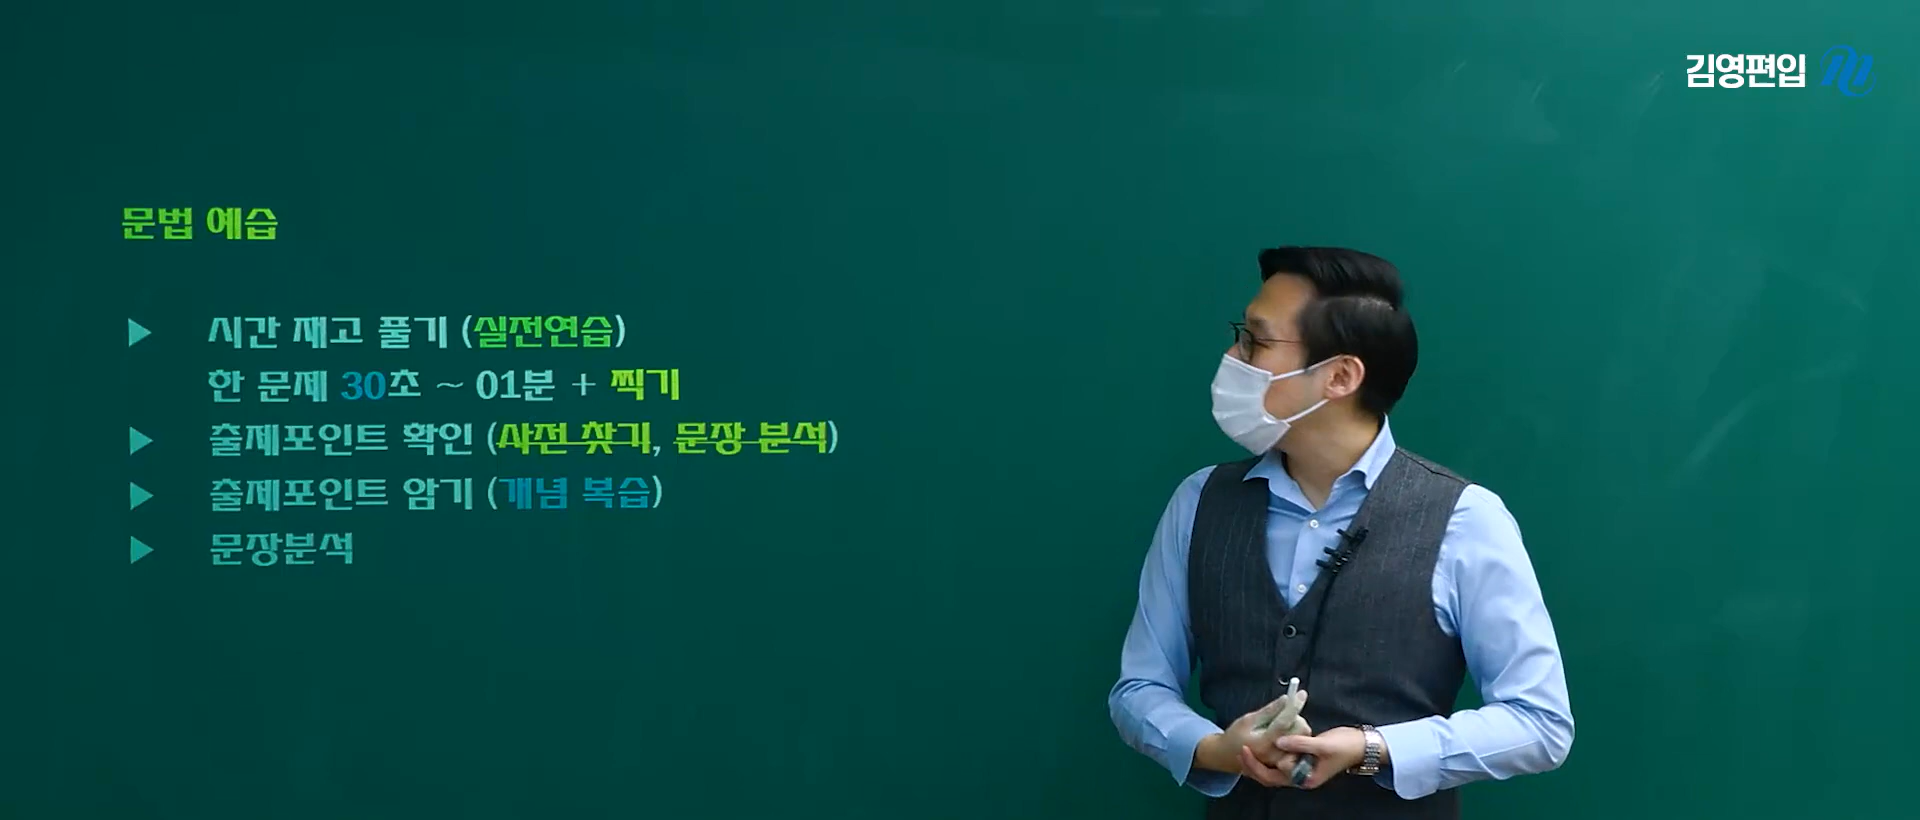 김영편입
문법 예습
▶ 시간 재고 풀기 (실전연습)
한 문제 30초 ~ 01분 + 찍기
▶ 출제포인트 확인 (사전 찾기, 문장 분석)
▶ 출제포인트 암기 (개념 복습)
▶ 문장분석